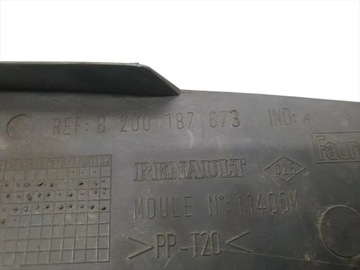 REF: 8 200 187 673 IND: A
RENAULT
MOULE N°: 11400V
>PP-T20<